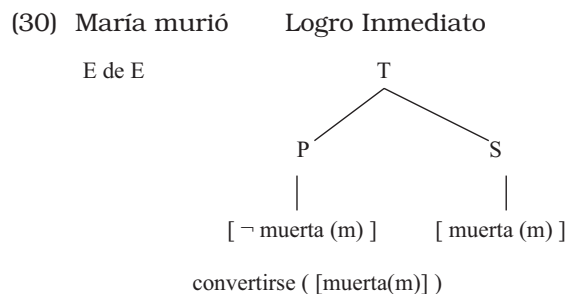 (30) María murió Logro Inmediato
E de E T
P S
[ ¬ muerta (m) ] [ muerta (m) ]
convertirse ( [muerta(m)] )